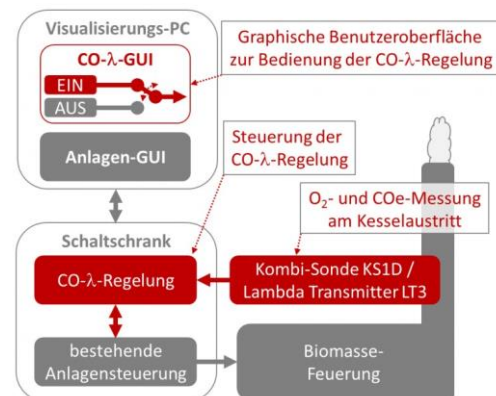 Visualisierungs-PC
CO-λ-GUI
EIN
AUS
Anlagen-GUI
Graphische Benutzeroberfläche
zur Bedienung der CO-λ-Regelung
Steuerung der
CO-λ-Regelung
O₂- und COe-Messung
am Kesselaustritt
Schaltschrank
CO-λ-Regelung
Kombi-Sonde KS1D /
Lambda Transmitter LT3
bestehende
Anlagensteuerung
Biomasse-
Feuerung